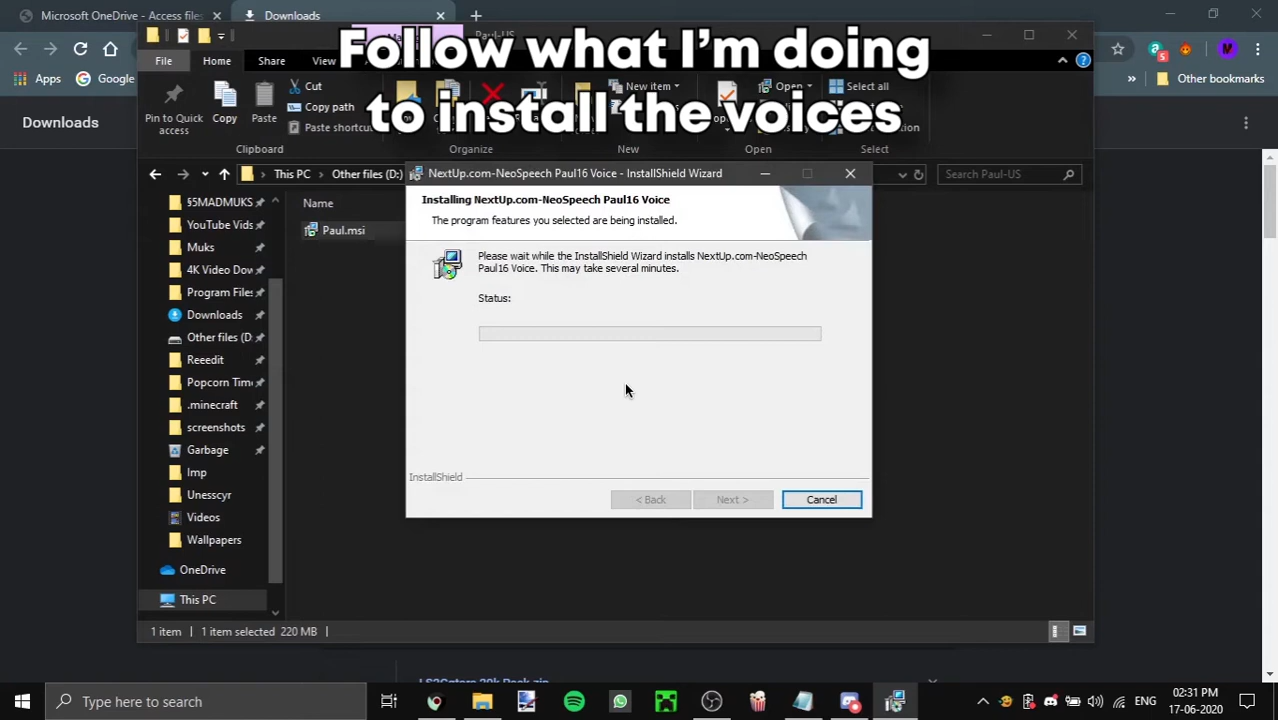 Microsoft OneDrive - Access files
Downloads
Paul-US
Follow what I'm doing
to install the voices
File
Home
Share
View
Apps
Google
Other bookmarks
Downloads
Pin to Quick
access
Copy
Paste
Cut
Copy path
Paste shortcut
Clipboard
Organize
New item
New
Open
Open
Select all
Select
This PC
Other files (D:)
Search Paul-US
§5MADMUKS
YouTube Vids
Muks
4K Video Dov
Program Files
Downloads
Other files (D:
Reeedit
Popcorn Time
.minecraft
screenshots
Garbage
Imp
Unesscyr
Videos
Wallpapers
OneDrive
This PC
Name
Paul.msi
NextUp.com-NeoSpeech Paul16 Voice - InstallShield Wizard
Installing NextUp.com-NeoSpeech Paul16 Voice
The program features you selected are being installed.
Please wait while the InstallShield Wizard installs NextUp.com-NeoSpeech
Paul16 Voice. This may take several minutes.
Status:
InstallShield
< Back
Next >
Cancel
1 item
1 item selected 220 MB
Type here to search
ENG
02:31 PM
17-06-2020